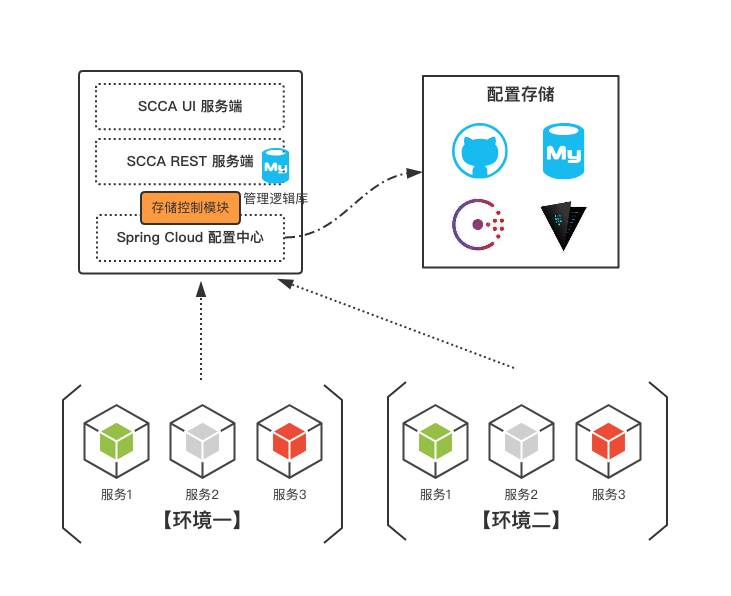 SCCA UI 服务端
SCCA REST 服务端
My
管理逻辑库
存储控制模块
Spring Cloud 配置中心
配置存储
My
服务1
服务2
服务3
【环境一】
服务1
服务2
服务3
【环境二】